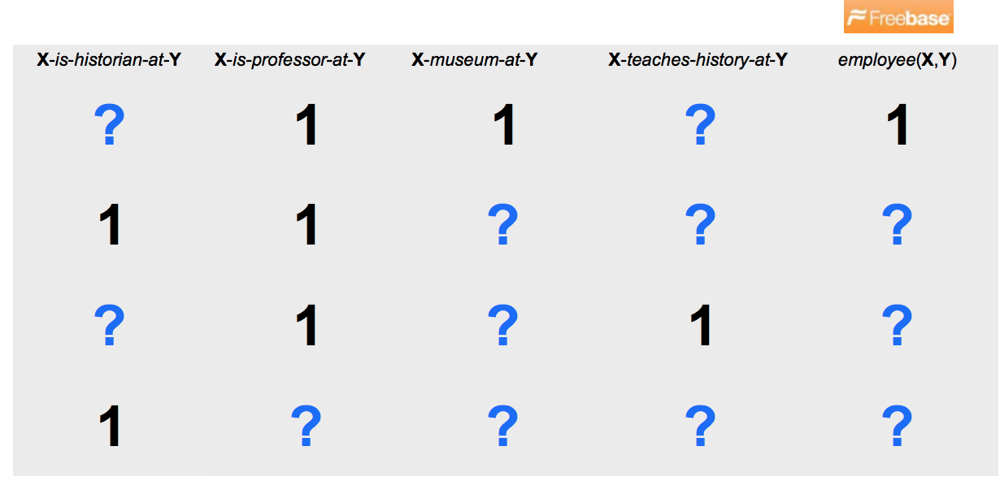 Freebase
X-is-historian-at-Y X-is-professor-at-Y X-museum-at-Y X-teaches-history-at-Y employee(X,Y)
? 1 1 ? 1
1 1 ? ? ?
? 1 ? 1 ?
1 ? ? ? ?